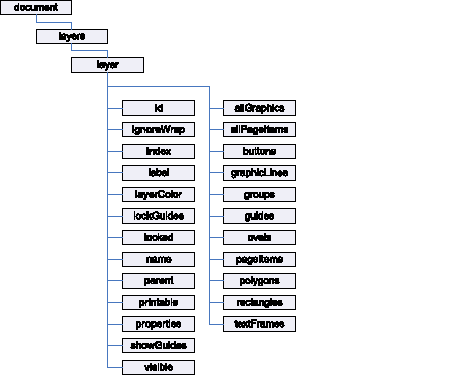 document
layers
layer
id
ignoreWrap
index
label
layerColor
lockGuides
locked
name
parent
printable
properties
showGuides
visible
allGraphics
allPageItems
buttons
graphicLines
groups
guides
ovals
pageItems
polygons
rectangles
textFrames